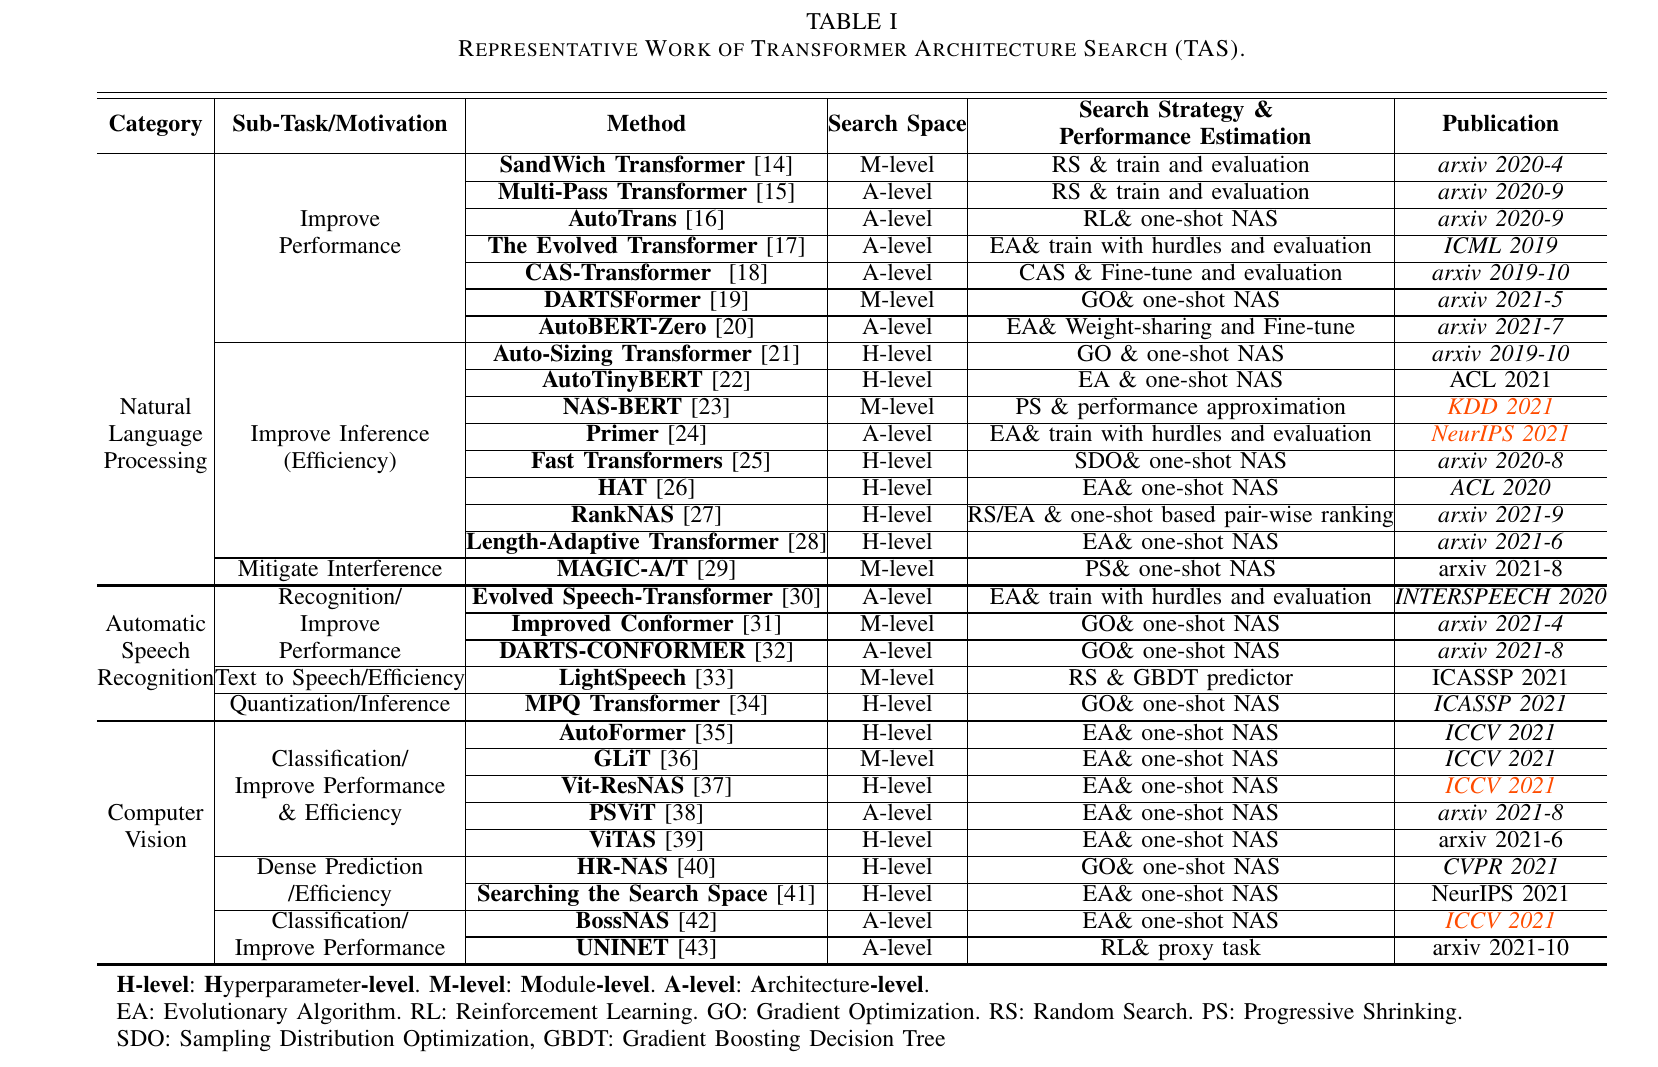 TABLE I
REPRESENTATIVE WORK OF TRANSFORMER ARCHITECTURE SEARCH (TAS).
Category Sub-Task/Motivation Method Search Space Search Strategy & Performance Estimation Publication
Natural Language Processing
Improve Performance
SandWich Transformer [14] M-level RS & train and evaluation arxiv 2020-4
Multi-Pass Transformer [15] A-level RS & train and evaluation arxiv 2020-9
AutoTrans [16] A-level RL& one-shot NAS arxiv 2020-9
The Evolved Transformer [17] A-level EA& train with hurdles and evaluation ICML 2019
CAS-Transformer [18] A-level CAS & Fine-tune and evaluation arxiv 2019-10
DARTSFormer [19] M-level GO& one-shot NAS arxiv 2021-5
AutoBERT-Zero [20] A-level EA& Weight-sharing and Fine-tune arxiv 2021-7
Improve Inference (Efficiency)
Auto-Sizing Transformer [21] H-level GO & one-shot NAS arxiv 2019-10
AutoTinyBERT [22] H-level EA & one-shot NAS ACL 2021
NAS-BERT [23] M-level PS & performance approximation KDD 2021
Primer [24] A-level EA& train with hurdles and evaluation NeurIPS 2021
Fast Transformers [25] H-level SDO& one-shot NAS arxiv 2020-8
HAT [26] H-level EA& one-shot NAS ACL 2020
RankNAS [27] H-level RS/EA & one-shot based pair-wise ranking arxiv 2021-9
Length-Adaptive Transformer [28] H-level EA& one-shot NAS arxiv 2021-6
Mitigate Interference MAGIC-A/T [29] M-level PS& one-shot NAS arxiv 2021-8
Automatic Speech Recognition
Recognition/ Improve Performance
Evolved Speech-Transformer [30] A-level EA& train with hurdles and evaluation INTERSPEECH 2020
Improved Conformer [31] M-level GO& one-shot NAS arxiv 2021-4
DARTS-CONFORMER [32] A-level GO& one-shot NAS arxiv 2021-8
Text to Speech/Efficiency LightSpeech [33] M-level RS & GBDT predictor ICASSP 2021
Quantization/Inference MPQ Transformer [34] H-level GO& one-shot NAS ICASSP 2021
Computer Vision
Classification/ Improve Performance & Efficiency
AutoFormer [35] H-level EA& one-shot NAS ICCV 2021
GLiT [36] M-level EA& one-shot NAS ICCV 2021
Vit-ResNAS [37] H-level EA& one-shot NAS ICCV 2021
PSViT [38] A-level EA& one-shot NAS arxiv 2021-8
ViTAS [39] H-level EA& one-shot NAS arxiv 2021-6
Dense Prediction /Efficiency
HR-NAS [40] H-level GO& one-shot NAS CVPR 2021
Searching the Search Space [41] H-level EA& one-shot NAS NeurIPS 2021
Classification/ Improve Performance
BossNAS [42] A-level EA& one-shot NAS ICCV 2021
UNINET [43] A-level RL& proxy task arxiv 2021-10
H-level: Hyperparameter-level. M-level: Module-level. A-level: Architecture-level.
EA: Evolutionary Algorithm. RL: Reinforcement Learning. GO: Gradient Optimization. RS: Random Search. PS: Progressive Shrinking.
SDO: Sampling Distribution Optimization, GBDT: Gradient Boosting Decision Tree